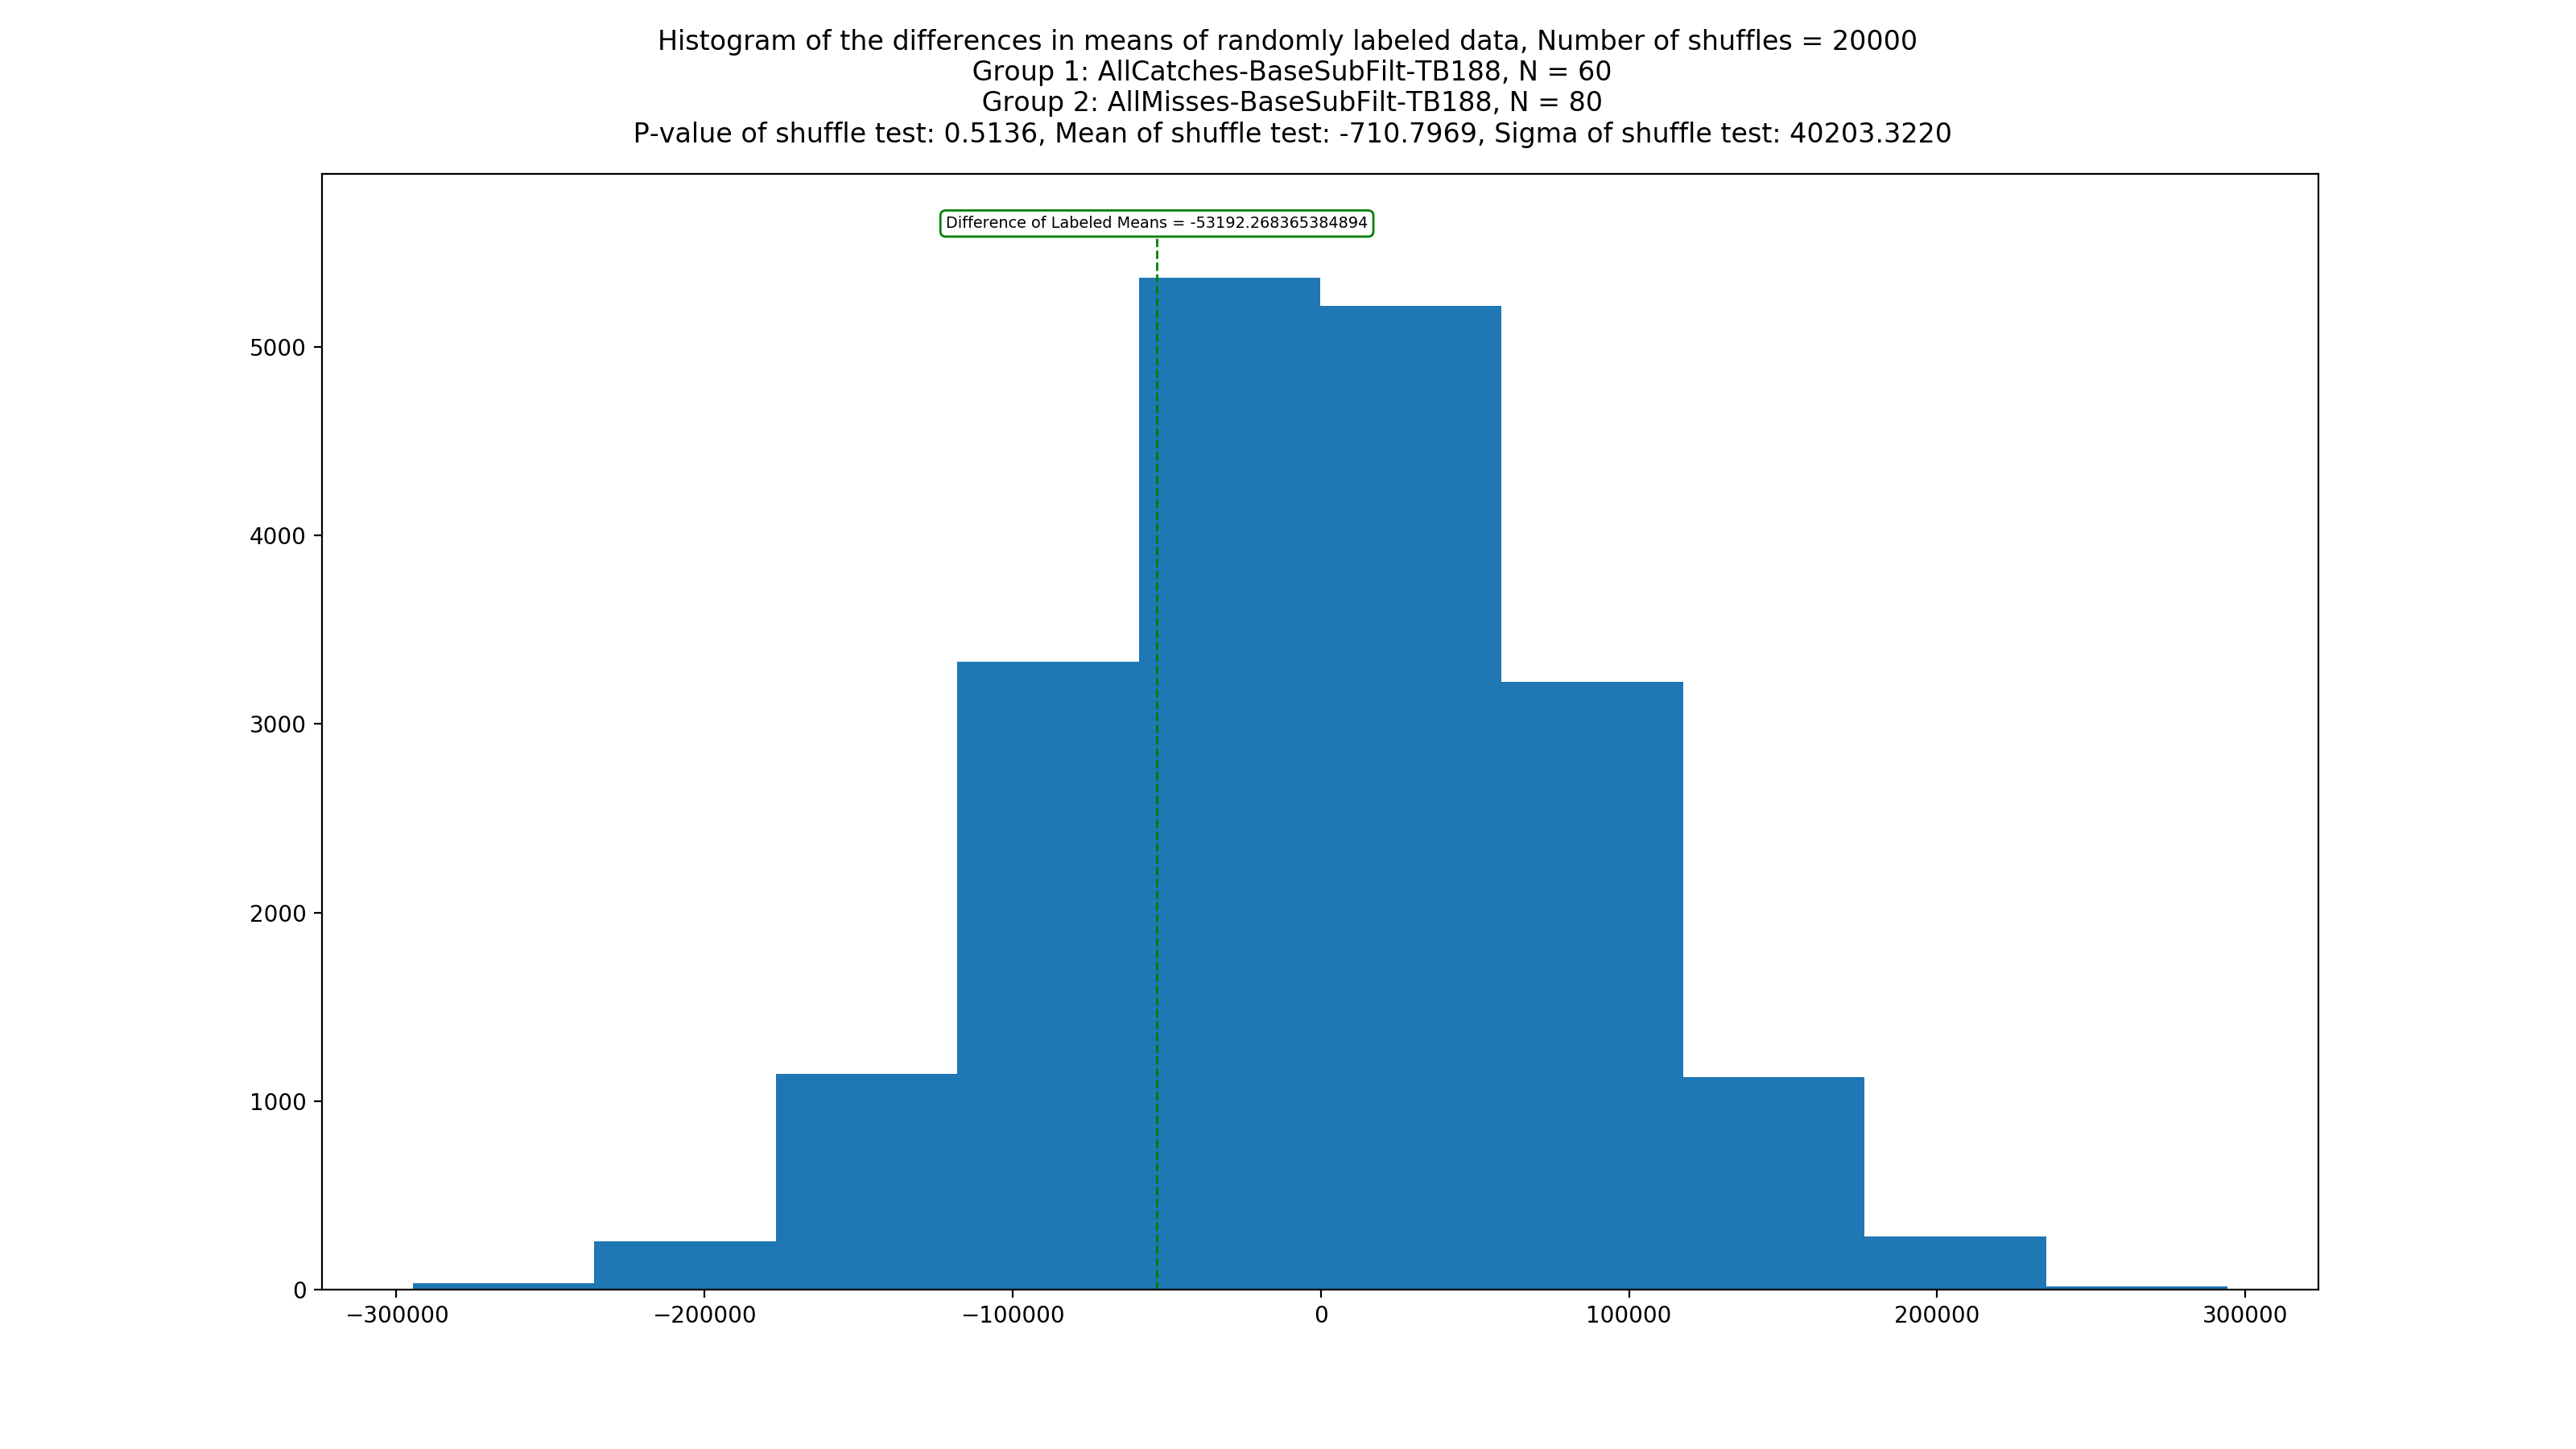 Histogram of the differences in means of randomly labeled data, Number of shuffles = 20000
Group 1: AllCatches-BaseSubFilt-TB188, N = 60
Group 2: AllMisses-BaseSubFilt-TB188, N = 80
P-value of shuffle test: 0.5136, Mean of shuffle test: -710.7969, Sigma of shuffle test: 40203.3220
Difference of Labeled Means = -53192.268365384894
5000
4000
3000
2000
1000
0
−300000 −200000 −100000 0 100000 200000 300000